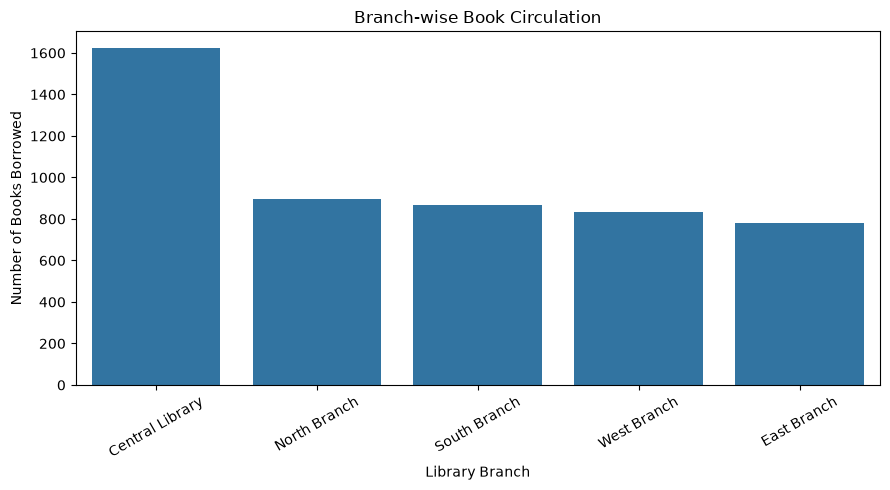 Branch-wise Book Circulation
Number of Books Borrowed
1600
1400
1200
1000
800
600
400
200
0
Central Library
North Branch
South Branch
West Branch
East Branch
Library Branch